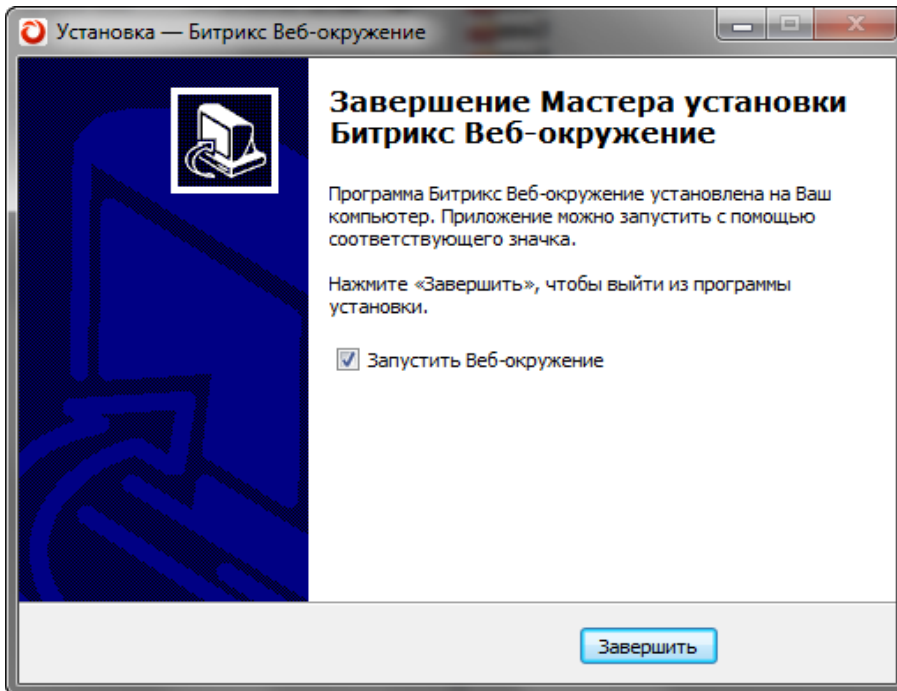 Установка — Битрикс Веб-окружение
Завершение Мастера установки
Битрикс Веб-окружение
Программа Битрикс Веб-окружение установлена на Ваш
компьютер. Приложение можно запустить с помощью
соответствующего значка.
Нажмите «Завершить», чтобы выйти из программы
установки.
Запустить Веб-окружение
Завершить